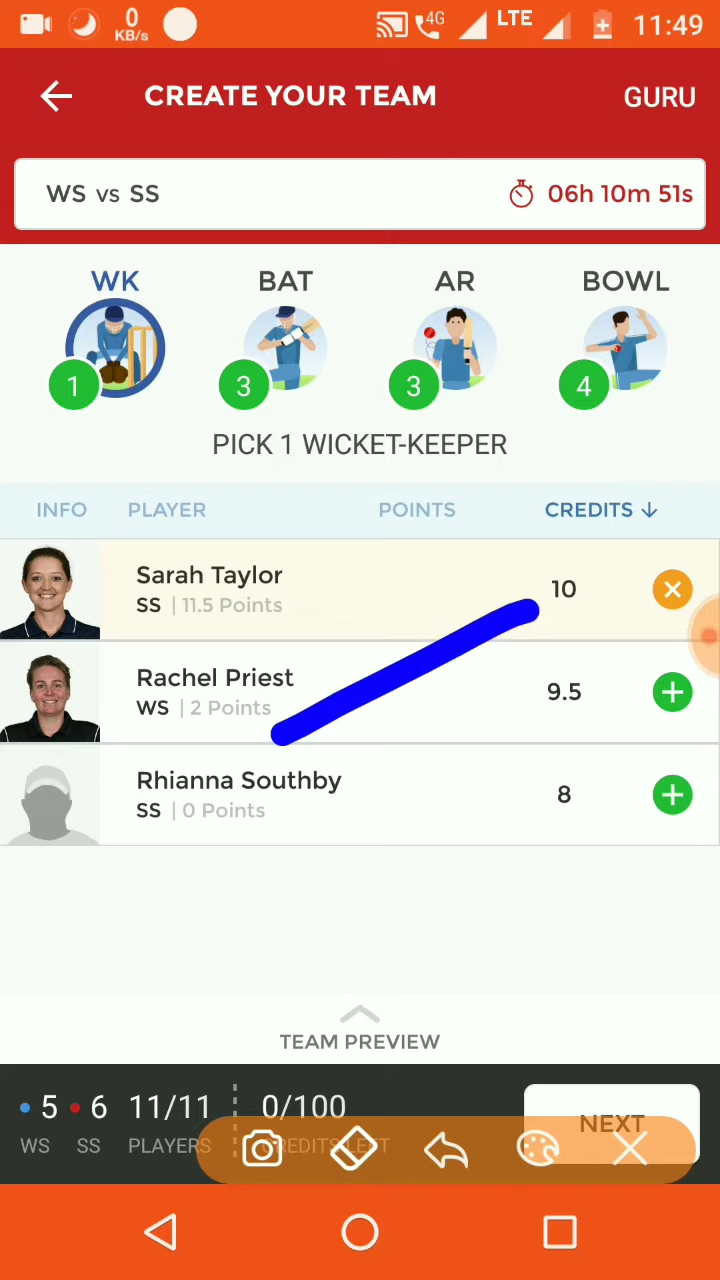 0 KB/s 4G LTE 11:49
CREATE YOUR TEAM GURU
WS vs SS 06h 10m 51s
WK BAT AR BOWL
1 3 3 4
PICK 1 WICKET-KEEPER
INFO PLAYER POINTS CREDITS ↓
Sarah Taylor
SS | 11.5 Points 10
Rachel Priest
WS | 2 Points 9.5
Rhianna Southby
SS | 0 Points 8
TEAM PREVIEW
5 6 11/11 0/100 NEXT
WS SS PLAYERS CREDITS LEFT